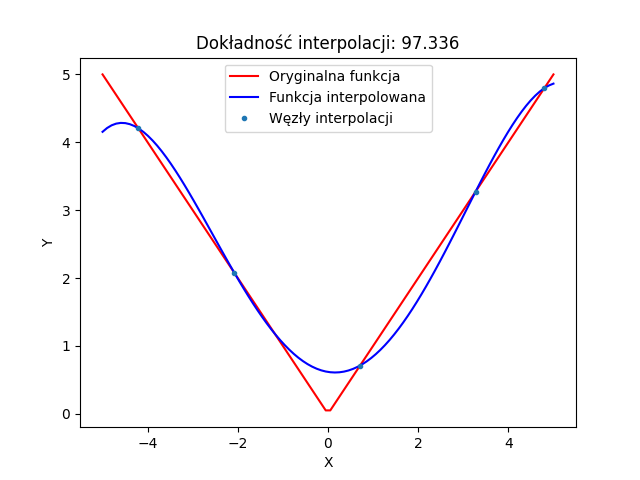 Dokładność interpolacji: 97.336
Oryginalna funkcja
Funkcja interpolowana
Węzły interpolacji
5
4
3
2
1
0
Y
−4 −2 0 2 4
X